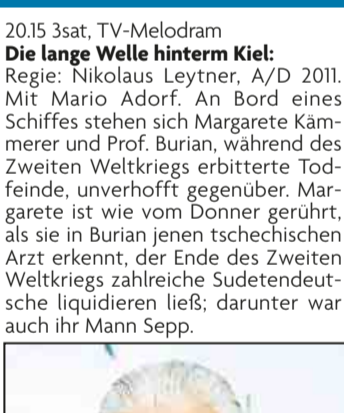 20.15 3sat, TV-Melodram
Die lange Welle hinterm Kiel:
Regie: Nikolaus Leytner, A/D 2011.
Mit Mario Adorf. An Bord eines
Schiffes stehen sich Margarete Käm-
merer und Prof. Burian, während des
Zweiten Weltkriegs erbitterte Tod-
feinde, unverhofft gegenüber. Mar-
garete ist wie vom Donner gerührt,
als sie in Burian jenen tschechischen
Arzt erkennt, der Ende des Zweiten
Weltkriegs zahlreiche Sudetendeut-
sche liquidieren ließ; darunter war
auch ihr Mann Sepp.